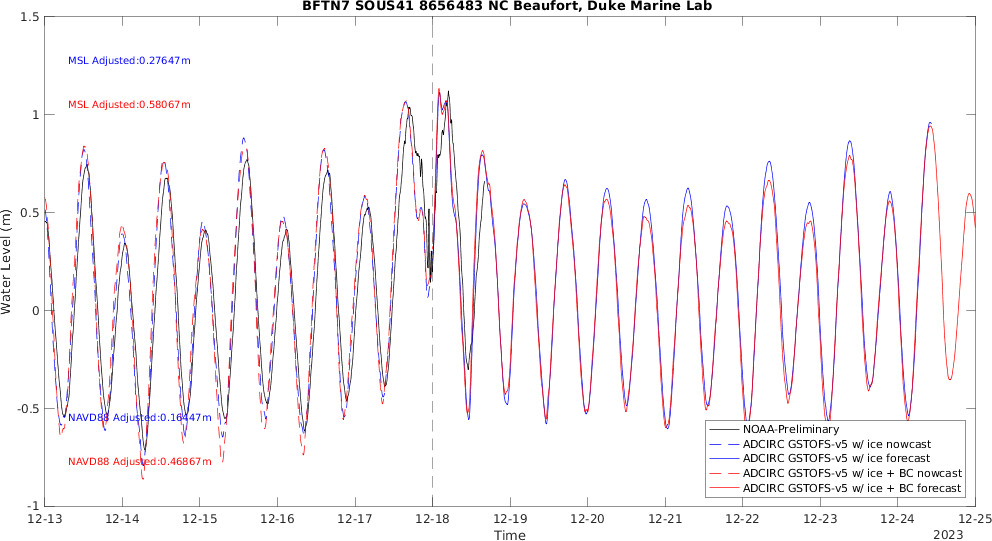 BFTN7 SOUS41 8656483 NC Beaufort, Duke Marine Lab
Water Level (m)
1.5
1
0.5
0
-0.5
-1
MSL Adjusted:0.27647m
MSL Adjusted:0.58067m
NAVD88 Adjusted:0.16447m
NAVD88 Adjusted:0.46867m
NOAA-Preliminary
ADCIRC GSTOFS-v5 w/ ice nowcast
ADCIRC GSTOFS-v5 w/ ice forecast
ADCIRC GSTOFS-v5 w/ ice + BC nowcast
ADCIRC GSTOFS-v5 w/ ice + BC forecast
12-13 12-14 12-15 12-16 12-17 12-18 12-19 12-20 12-21 12-22 12-23 12-24 12-25
Time
2023